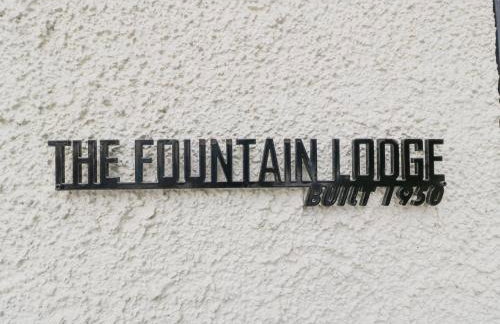 THE FOUNTAIN LODGE
BUILT 1950